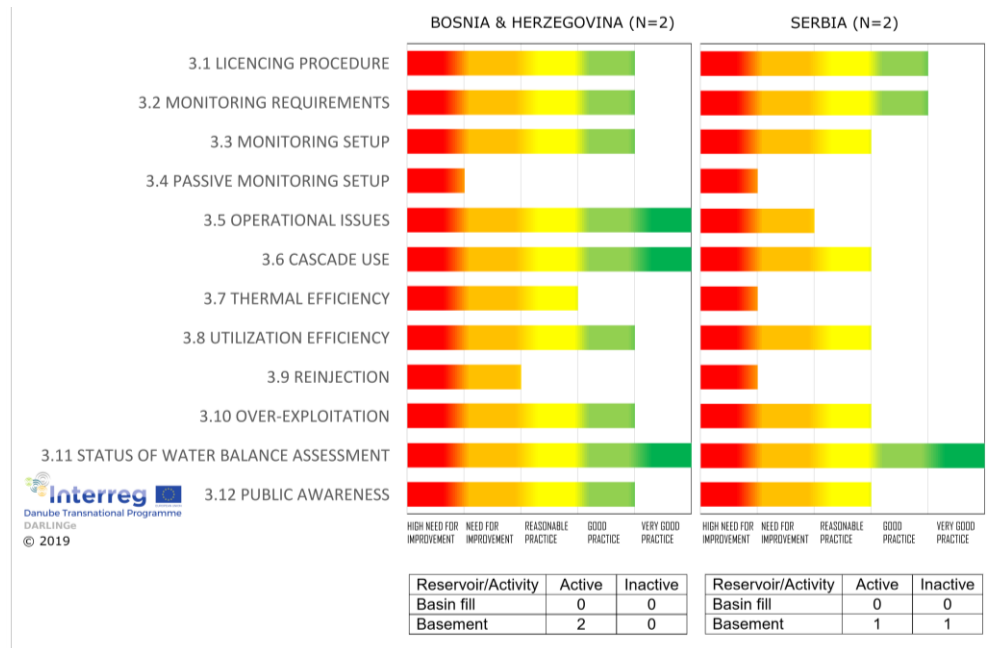 BOSNIA & HERZEGOVINA (N=2)
SERBIA (N=2)
3.1 LICENCING PROCEDURE
3.2 MONITORING REQUIREMENTS
3.3 MONITORING SETUP
3.4 PASSIVE MONITORING SETUP
3.5 OPERATIONAL ISSUES
3.6 CASCADE USE
3.7 THERMAL EFFICIENCY
3.8 UTILIZATION EFFICIENCY
3.9 REINJECTION
3.10 OVER-EXPLOITATION
3.11 STATUS OF WATER BALANCE ASSESSMENT
3.12 PUBLIC AWARENESS
Interreg
Danube Transnational Programme
DARLINGe
© 2019
HIGH NEED FOR IMPROVEMENT
NEED FOR IMPROVEMENT
REASONABLE PRACTICE
GOOD PRACTICE
VERY GOOD PRACTICE
HIGH NEED FOR IMPROVEMENT
NEED FOR IMPROVEMENT
REASONABLE PRACTICE
GOOD PRACTICE
VERY GOOD PRACTICE
Reservoir/Activity Active Inactive
Basin fill 0 0
Basement 2 0
Reservoir/Activity Active Inactive
Basin fill 0 0
Basement 1 1